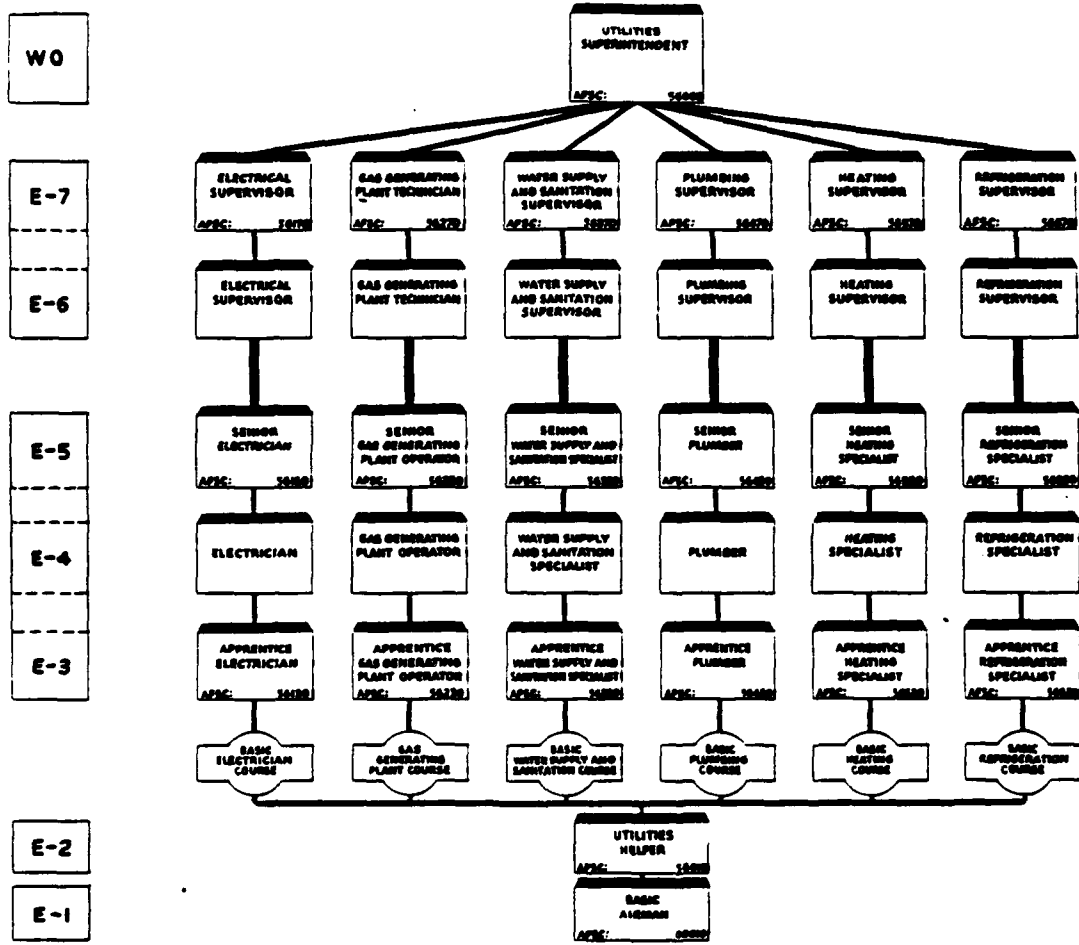 WO
UTILITIES
SUPERINTENDENT
AFSC:
E-7
ELECTRICAL
SUPERVISOR
AFSC:
GAS GENERATING
PLANT TECHNICIAN
AFSC: 56270
WATER SUPPLY
AND SANITATION
SUPERVISOR
AFSC:
PLUMBING
SUPERVISOR
AFSC:
HEATING
SUPERVISOR
AFSC:
REFRIGERATION
SUPERVISOR
AFSC:
E-6
ELECTRICAL
SUPERVISOR
GAS GENERATING
PLANT TECHNICIAN
WATER SUPPLY
AND SANITATION
SUPERVISOR
PLUMBING
SUPERVISOR
HEATING
SUPERVISOR
REFRIGERATION
SUPERVISOR
E-5
SENIOR
ELECTRICIAN
AFSC:
SENIOR
GAS GENERATING
PLANT OPERATOR
AFSC:
SENIOR
WATER SUPPLY AND
SANITATION SPECIALIST
AFSC:
SENIOR
PLUMBER
AFSC:
SENIOR
HEATING
SPECIALIST
AFSC:
SENIOR
REFRIGERATION
SPECIALIST
AFSC:
E-4
ELECTRICIAN
GAS GENERATING
PLANT OPERATOR
WATER SUPPLY
AND SANITATION
SPECIALIST
PLUMBER
HEATING
SPECIALIST
REFRIGERATION
SPECIALIST
E-3
APPRENTICE
ELECTRICIAN
AFSC:
APPRENTICE
GAS GENERATING
PLANT OPERATOR
AFSC: 56230
APPRENTICE
WATER SUPPLY AND
SANITATION SPECIALIST
AFSC:
APPRENTICE
PLUMBER
AFSC:
APPRENTICE
HEATING
SPECIALIST
AFSC:
APPRENTICE
REFRIGERATION
SPECIALIST
AFSC:
BASIC
ELECTRICIAN
COURSE
GAS
GENERATING
PLANT COURSE
BASIC
WATER SUPPLY AND
SANITATION COURSE
BASIC
PLUMBING
COURSE
BASIC
HEATING
COURSE
BASIC
REFRIGERATION
COURSE
E-2
UTILITIES
HELPER
AFSC:
E-1
BASIC
AIRMAN
AFSC: